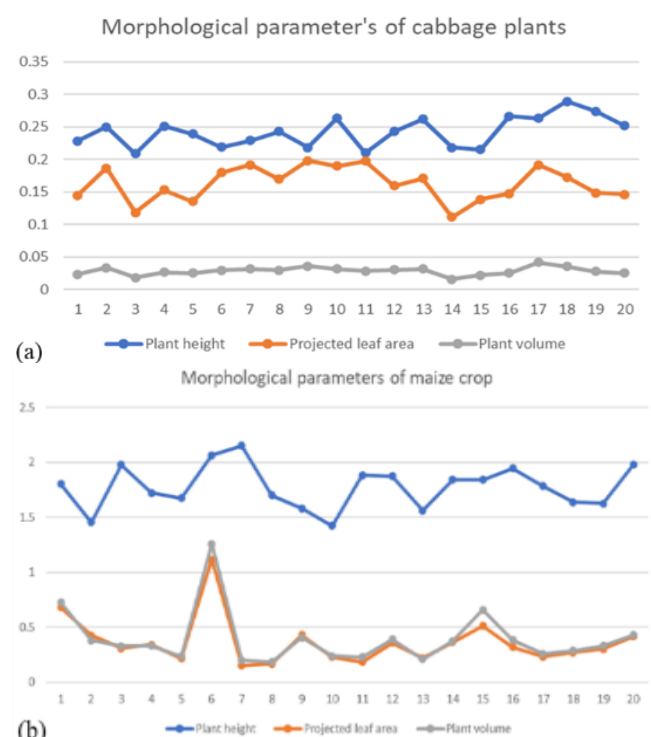 Morphological parameter's of cabbage plants
0.35
0.3
0.25
0.2
0.15
0.1
0.05
0
1 2 3 4 5 6 7 8 9 10 11 12 13 14 15 16 17 18 19 20
(a)
Plant height Projected leaf area Plant volume
Morphological parameters of maize crop
2.5
2
1.5
1
0.5
0
1 2 3 4 5 6 7 8 9 10 11 12 13 14 15 16 17 18 19 20
(b)
Plant height Projected leaf area Plant volume